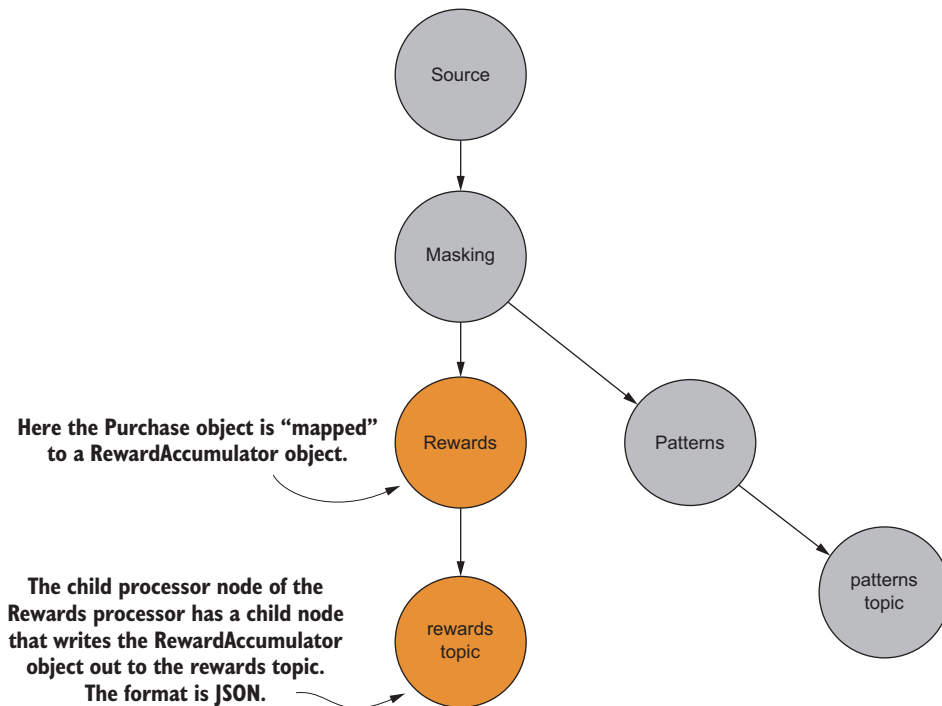 Source
Masking
Here the Purchase object is “mapped”
to a RewardAccumulator object.
Rewards
Patterns
The child processor node of the
Rewards processor has a child node
that writes the RewardAccumulator
object out to the rewards topic.
The format is JSON.
rewards
topic
patterns
topic